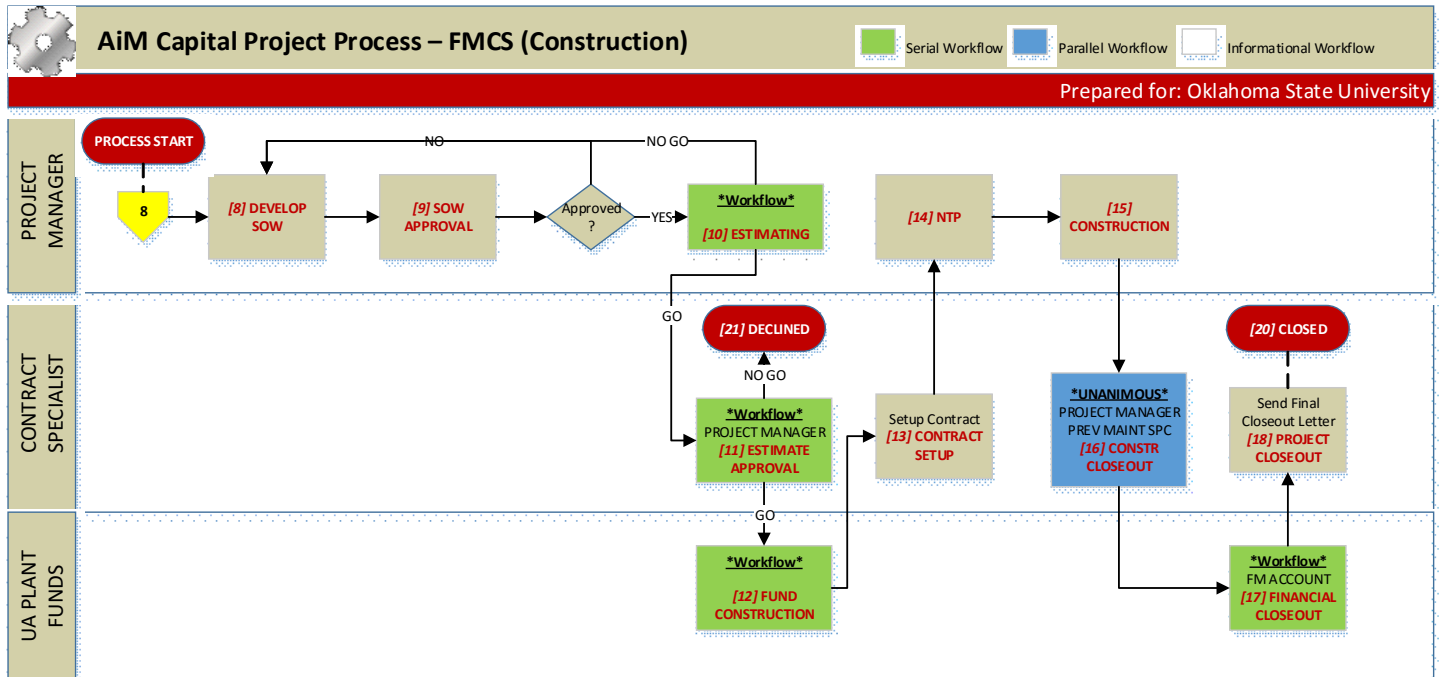 AiM Capital Project Process – FMCS (Construction)
Serial Workflow
Parallel Workflow
Informational Workflow
Prepared for: Oklahoma State University
PROJECT
MANAGER
PROCESS START
8
[8] DEVELOP
SOW
[9] SOW
APPROVAL
NO
Approved
?
YES
NO GO
*Workflow*
[10] ESTIMATING
[14] NTP
[15]
CONSTRUCTION
GO
CONTRACT
SPECIALIST
[21] DECLINED
NO GO
*Workflow*
PROJECT MANAGER
[11] ESTIMATE
APPROVAL
GO
Setup Contract
[13] CONTRACT
SETUP
*UNANIMOUS*
PROJECT MANAGER
PREV MAINT SPC
[16] CONSTR
CLOSEOUT
[20] CLOSED
Send Final
Closeout Letter
[18] PROJECT
CLOSEOUT
UA PLANT
FUNDS
*Workflow*
[12] FUND
CONSTRUCTION
*Workflow*
FM ACCOUNT
[17] FINANCIAL
CLOSEOUT